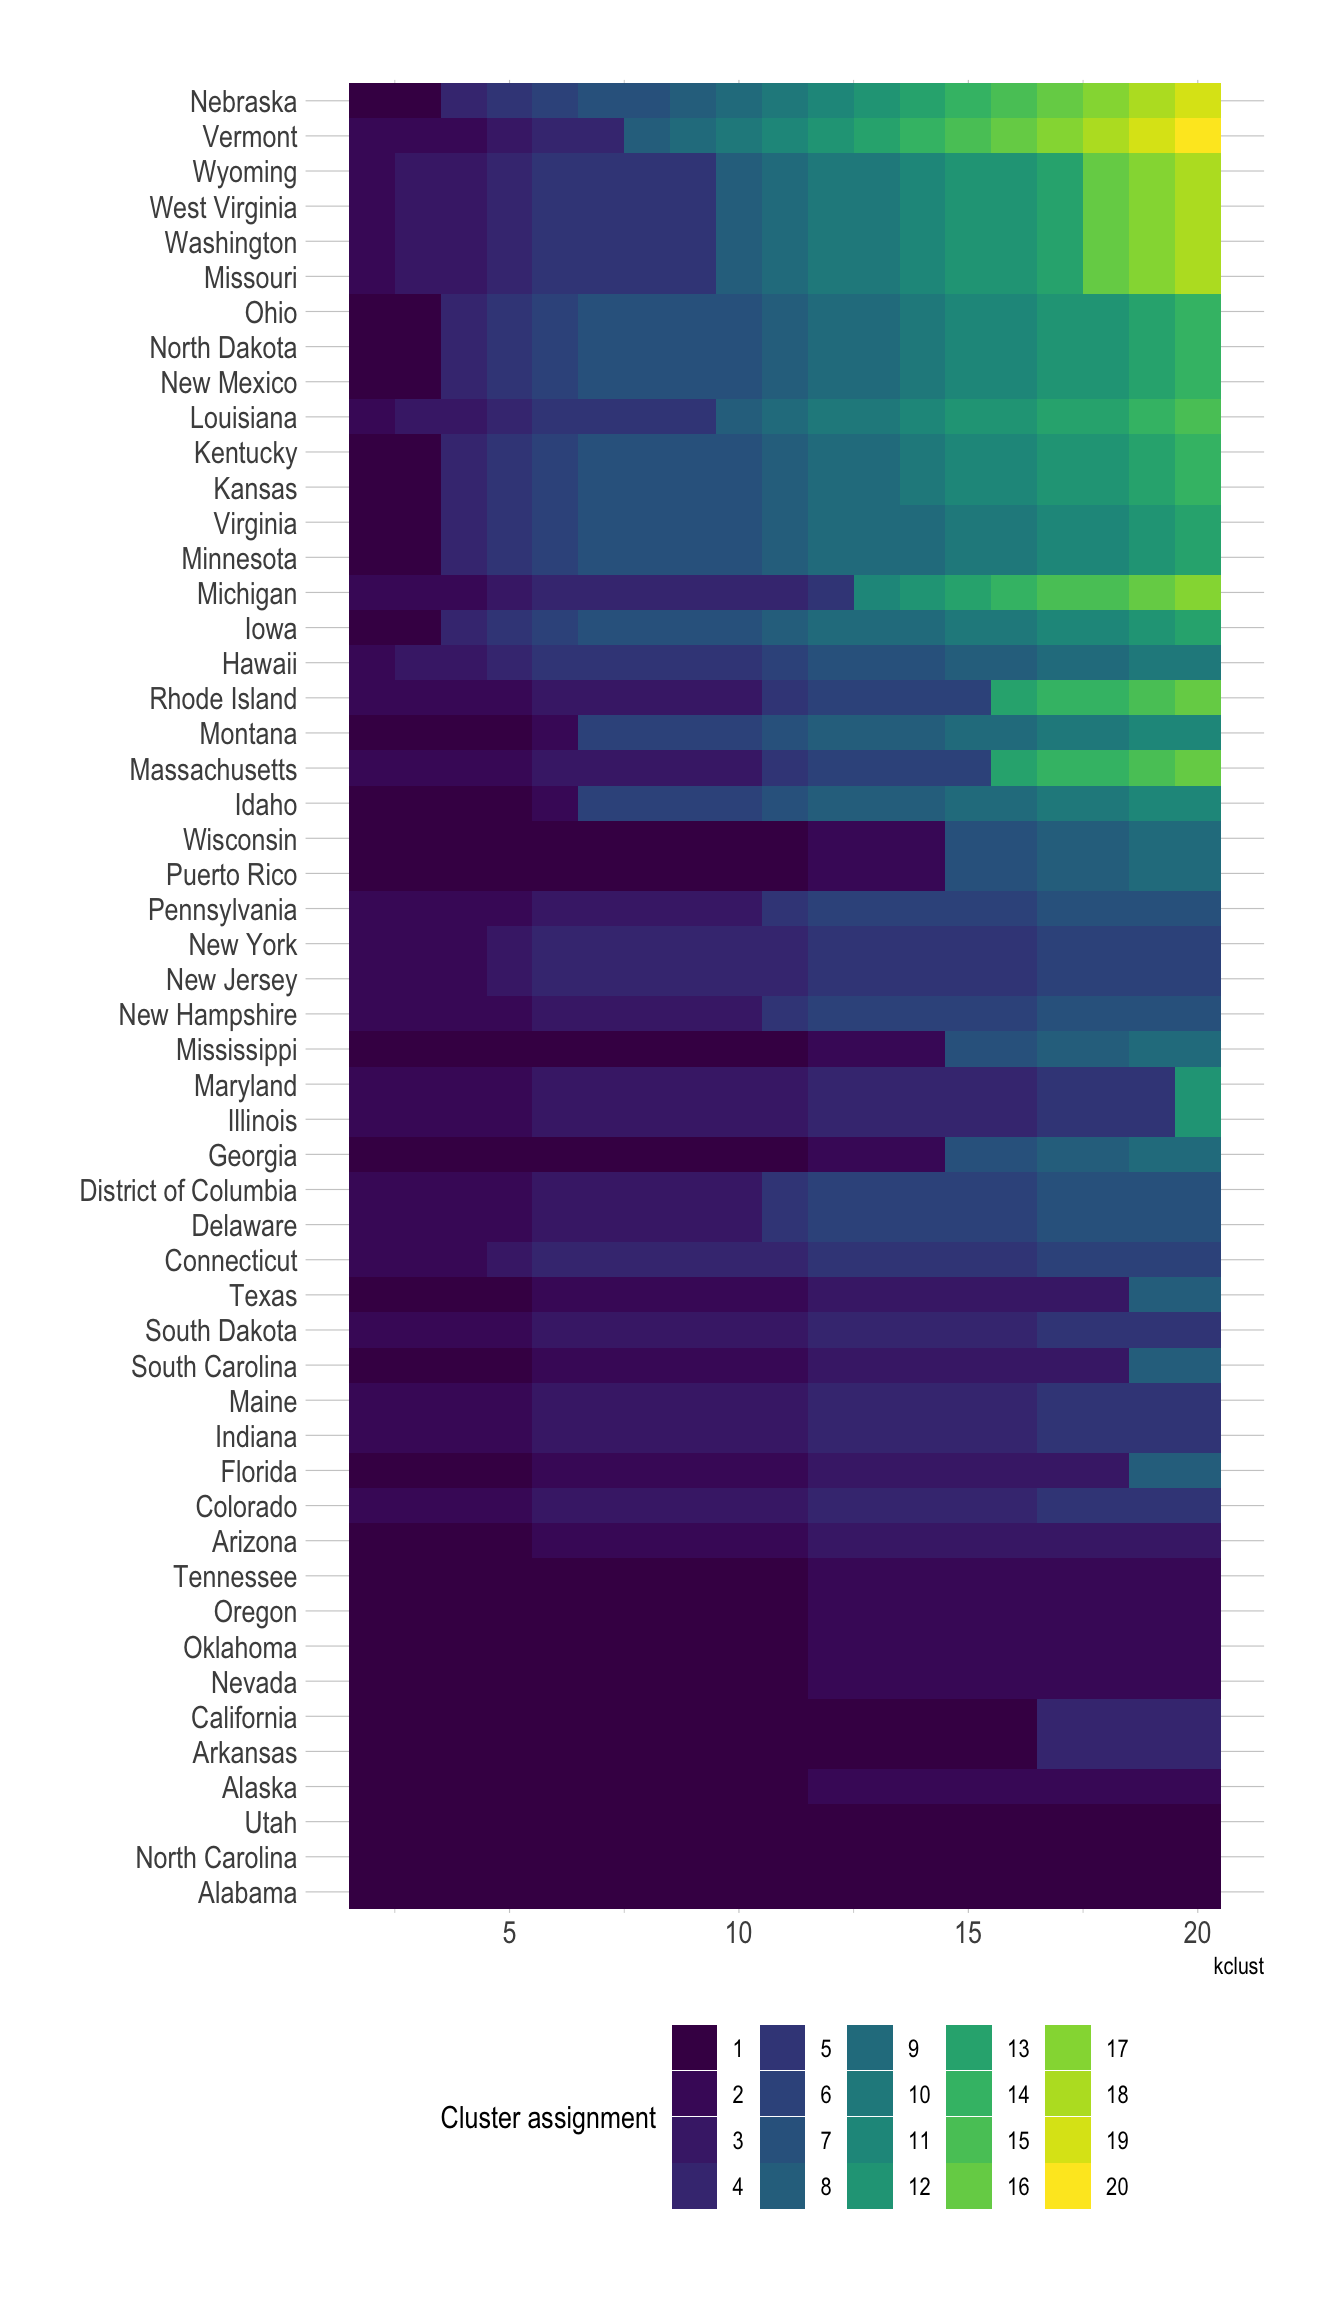 Nebraska
Vermont
Wyoming
West Virginia
Washington
Missouri
Ohio
North Dakota
New Mexico
Louisiana
Kentucky
Kansas
Virginia
Minnesota
Michigan
Iowa
Hawaii
Rhode Island
Montana
Massachusetts
Idaho
Wisconsin
Puerto Rico
Pennsylvania
New York
New Jersey
New Hampshire
Mississippi
Maryland
Illinois
Georgia
District of Columbia
Delaware
Connecticut
Texas
South Dakota
South Carolina
Maine
Indiana
Florida
Colorado
Arizona
Tennessee
Oregon
Oklahoma
Nevada
California
Arkansas
Alaska
Utah
North Carolina
Alabama
5 10 15 20
kclust
Cluster assignment
1 5 9 13 17
2 6 10 14 18
3 7 11 15 19
4 8 12 16 20